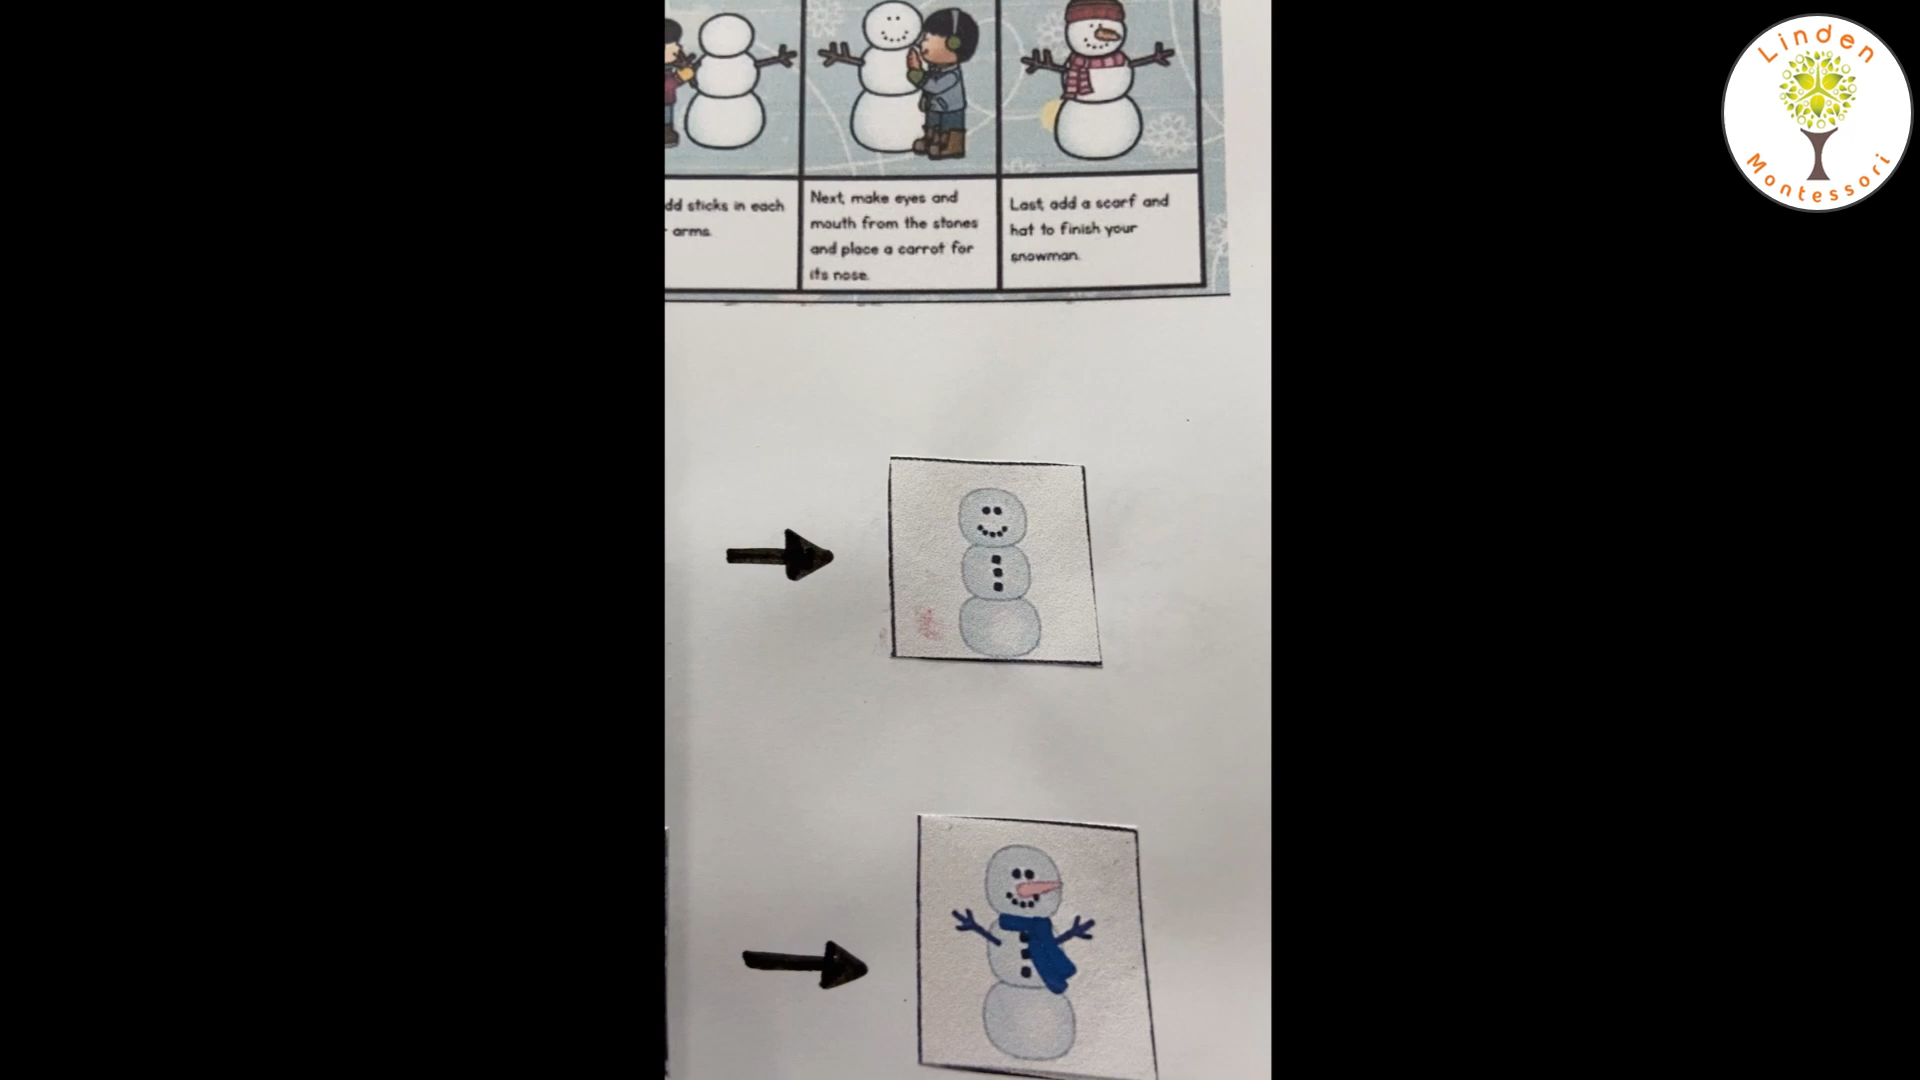 dd sticks in each
arms.
Next, make eyes and
mouth from the stones
and place a carrot for
its nose.
Last, add a scarf and
hat to finish your
snowman.
Linden
Montessori